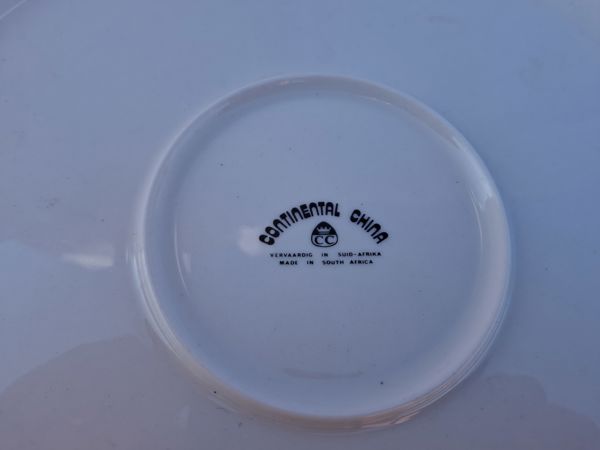 CONTINENTAL CHINA
CC
VERVAARDIG IN SUID-AFRIKA
MADE IN SOUTH AFRICA